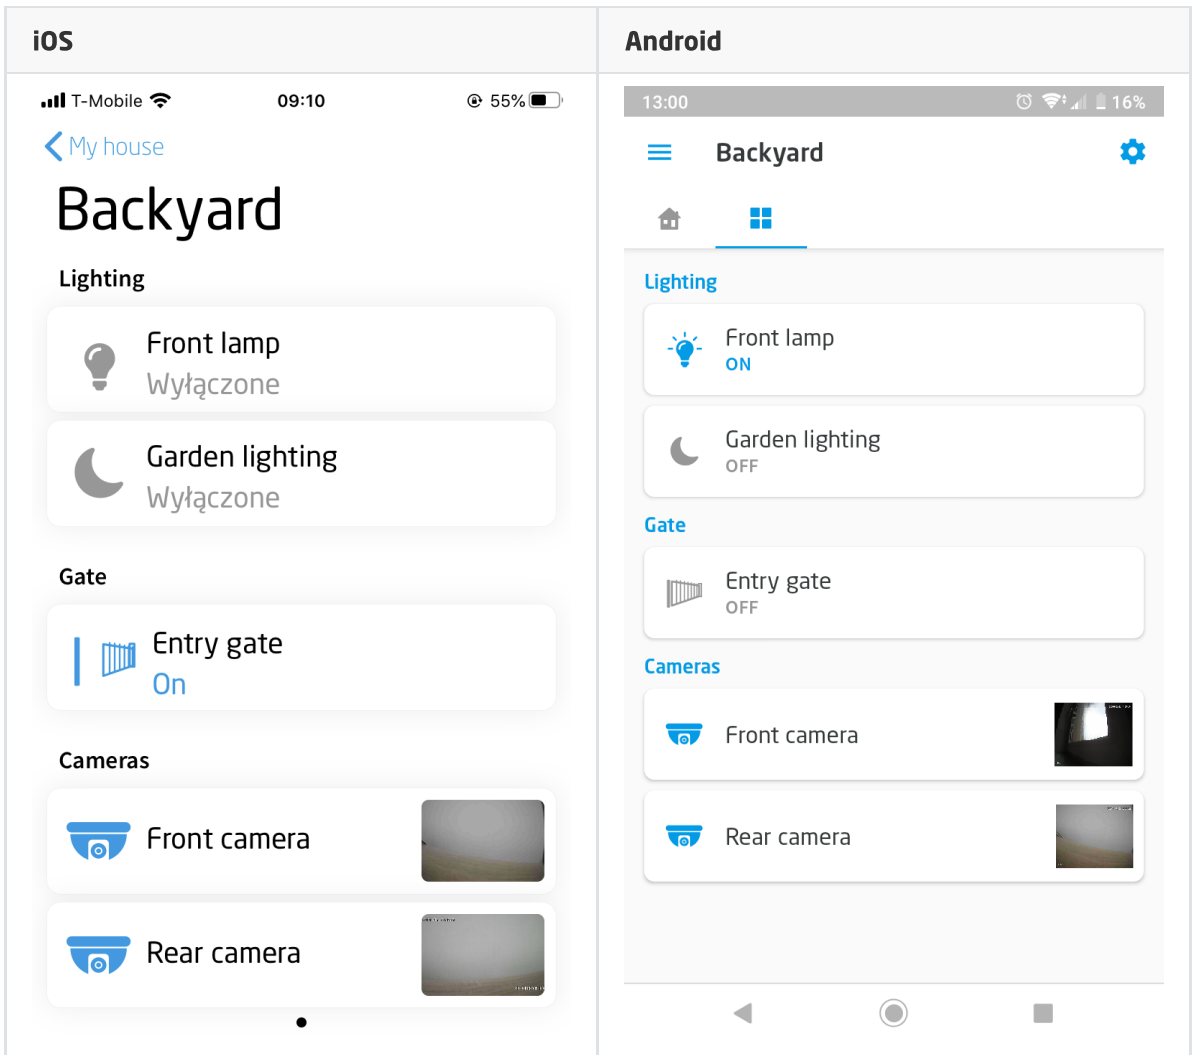 iOS
T-Mobile 09:10 55%
My house
Backyard
Lighting
Front lamp
Wyłączone
Garden lighting
Wyłączone
Gate
Entry gate
On
Cameras
Front camera
Rear camera
Android
13:00 16%
Backyard
Lighting
Front lamp
ON
Garden lighting
OFF
Gate
Entry gate
OFF
Cameras
Front camera
Rear camera